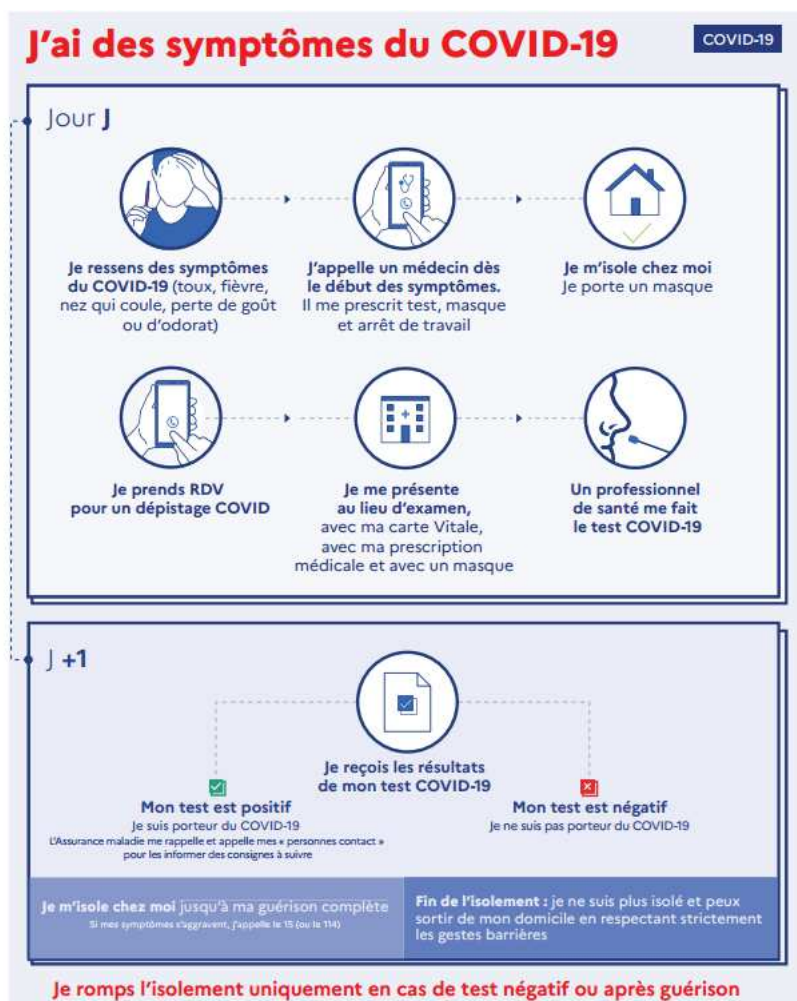 J'ai des symptômes du COVID-19
COVID-19
Jour J
Je ressens des symptômes
du COVID-19 (toux, fièvre,
nez qui coule, perte de goût
ou d'odorat)
J'appelle un médecin dès
le début des symptômes.
Il me prescrit test, masque
et arrêt de travail
Je m'isole chez moi
Je porte un masque
Je prends RDV
pour un dépistage COVID
Je me présente
au lieu d'examen,
avec ma carte Vitale,
avec ma prescription
médicale et avec un masque
Un professionnel
de santé me fait
le test COVID-19
J +1
Je reçois les résultats
de mon test COVID-19
Mon test est positif
Je suis porteur du COVID-19
L'Assurance maladie me rappelle et appelle mes « personnes contact »
pour les informer des consignes à suivre
Mon test est négatif
Je ne suis pas porteur du COVID-19
Je m'isole chez moi jusqu'à ma guérison complète
Si mes symptômes s'aggravent, j'appelle le 15 (ou le 114)
Fin de l'isolement : je ne suis plus isolé et peux
sortir de mon domicile en respectant strictement
les gestes barrières
Je romps l'isolement uniquement en cas de test négatif ou après guérison